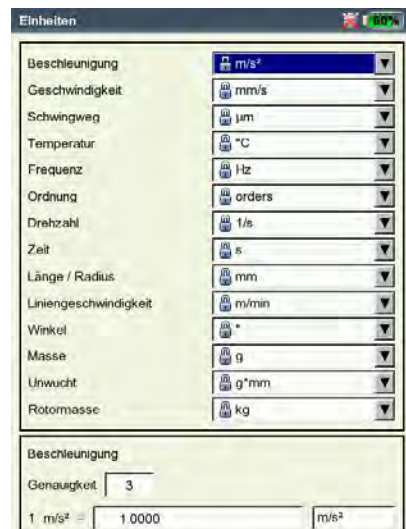 Einheiten 60%
Beschleunigung m/s²
Geschwindigkeit mm/s
Schwingweg µm
Temperatur °C
Frequenz Hz
Ordnung orders
Drehzahl 1/s
Zeit s
Länge / Radius mm
Liniengeschwindigkeit m/min
Winkel °
Masse g
Unwucht g*mm
Rotormasse kg
Beschleunigung
Genauigkeit 3
1 m/s² = 1.0000 m/s²